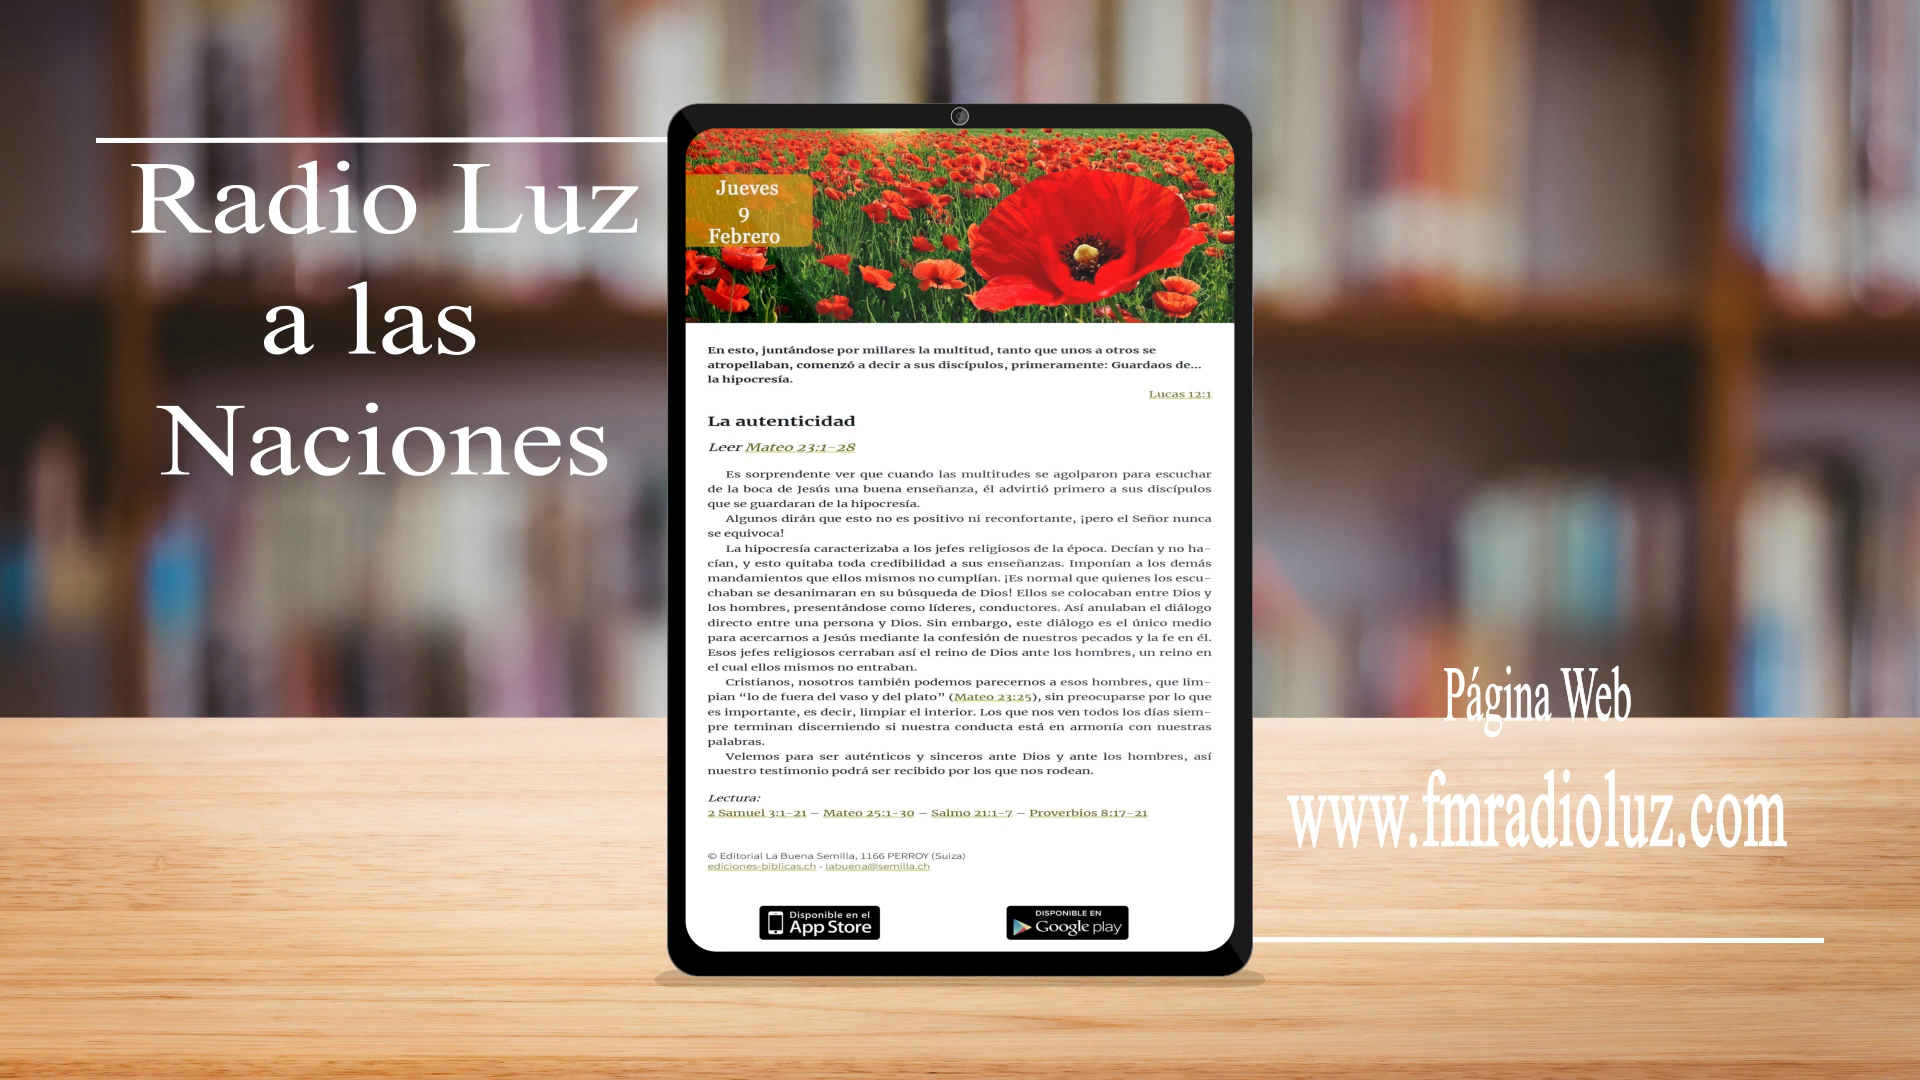 Radio Luz
a las
Naciones
Jueves
9
Febrero
En esto, juntándose por millares la multitud, tanto que unos a otros se
atropellaban, comenzó a decir a sus discípulos, primeramente: Guardaos de...
la hipocresía.
Lucas 12:1
La autenticidad
Leer Mateo 23:1-28
Es sorprendente ver que cuando las multitudes se agolparon para escuchar
de la boca de Jesús una buena enseñanza, él advirtió primero a sus discípulos
que se guardaran de la hipocresía.
Algunos dirán que esto no es positivo ni reconfortante, ¡pero el Señor nunca
se equivoca!
La hipocresía caracterizaba a los jefes religiosos de la época. Decían y no ha-
cían, y esto quitaba toda credibilidad a sus enseñanzas. Imponían a los demás
mandamientos que ellos mismos no cumplían. ¡Es normal que quienes los escu-
chaban se desanimaran en su búsqueda de Dios! Ellos se colocaban entre Dios y
los hombres, presentándose como líderes, conductores. Así anulaban el diálogo
directo entre una persona y Dios. Sin embargo, este diálogo es el único medio
para acercarnos a Jesús mediante la confesión de nuestros pecados y la fe en él.
Esos jefes religiosos cerraban así el reino de Dios ante los hombres, un reino en
el cual ellos mismos no entraban.
Cristianos, nosotros también podemos parecernos a esos hombres, que lim-
pian “lo de fuera del vaso y del plato” (Mateo 23:25), sin preocuparse por lo que
es importante, es decir, limpiar el interior. Los que nos ven todos los días siem-
pre terminan discerniendo si nuestra conducta está en armonía con nuestras
palabras.
Velemos para ser auténticos y sinceros ante Dios y ante los hombres, así
nuestro testimonio podrá ser recibido por los que nos rodean.
Lectura:
2 Samuel 3:1-21 – Mateo 25:1-30 – Salmo 21:1-7 – Proverbios 8:17-21
© Editorial La Buena Semilla, 1166 PERROY (Suiza)
ediciones-biblicas.ch - labuena@semilla.ch
Disponible en el
App Store
DISPONIBLE EN
Google play
Página Web
www.fmradioluz.com